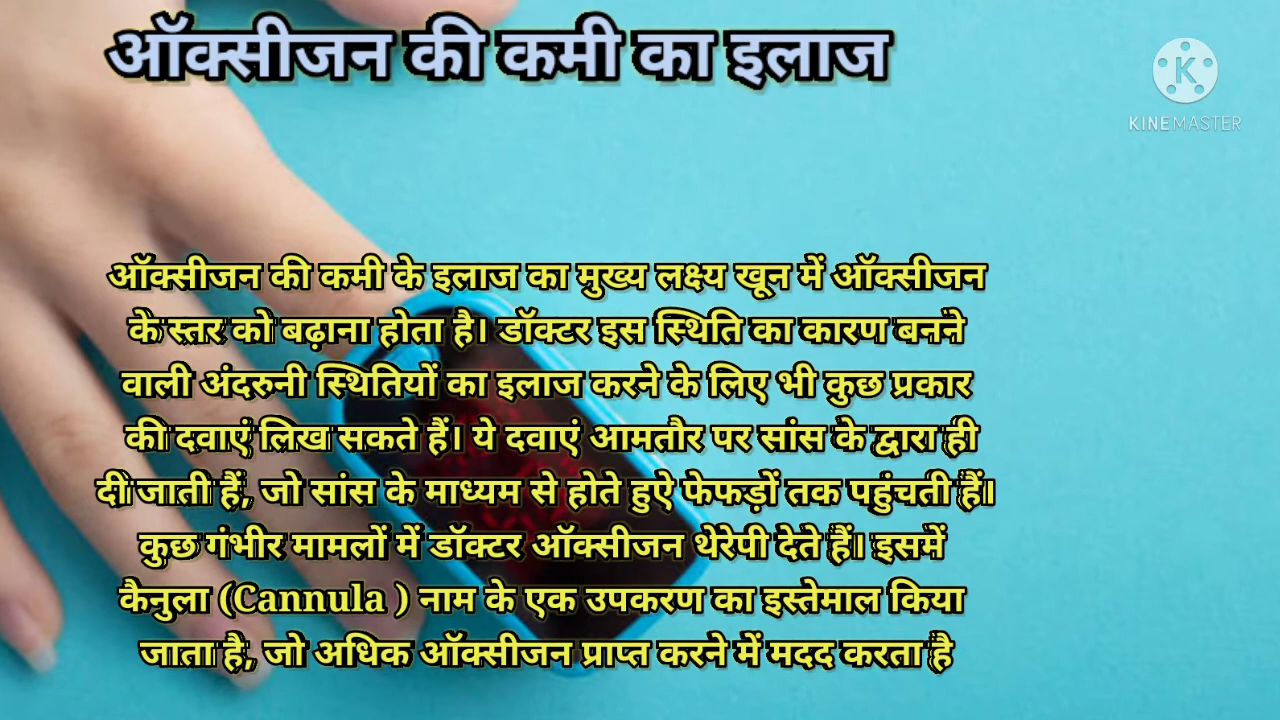 ऑक्सीजन की कमी का इलाज
KINEMASTER
ऑक्सीजन की कमी के इलाज का मुख्य लक्ष्य खून में ऑक्सीजन
के स्तर को बढ़ाना होता है। डॉक्टर इस स्थिति का कारण बनने
वाली अंदरुनी स्थितियों का इलाज करने के लिए भी कुछ प्रकार
की दवाएं लिख सकते हैं। ये दवाएं आमतौर पर सांस के द्वारा ही
दी जाती हैं, जो सांस के माध्यम से होते हुऐ फेफड़ों तक पहुंचती हैं।
कुछ गंभीर मामलों में डॉक्टर ऑक्सीजन थेरेपी देते हैं। इसमें
कैनुला (Cannula ) नाम के एक उपकरण का इस्तेमाल किया
जाता है, जो अधिक ऑक्सीजन प्राप्त करने में मदद करता है